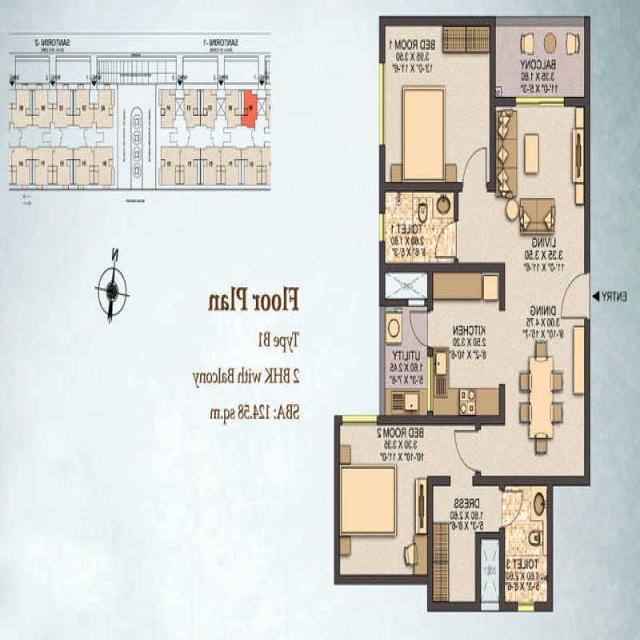 SANTORINI -2
SANTORINI -1
N
Floor Plan
Type B1
2 BHK with Balcony
SBA: 124.58 sq.m
BED ROOM 1
3.95 X 3.50
13'-0" X 11'-6"
BALCONY
3.35 X 1.60
11'-0" X 5'-3"
TOILET 1
2.60 X 1.60
8'-6" X 5'-3"
LIVING
3.35 X 3.50
11'-0" X 11'-6"
ENTRY
DINING
3.00 X 4.75
9'-10" X 15'-7"
KITCHEN
2.50 X 3.20
8'-2" X 10'-6"
UTILITY
1.60 X 2.45
5'-3" X 7'-6"
BED ROOM 2
3.30 X 3.35
10'-10" X 11'-0"
DRESS
1.60 X 2.60
5'-3" X 8'-6"
TOILET 3
1.60 X 2.60
5'-3" X 8'-6"